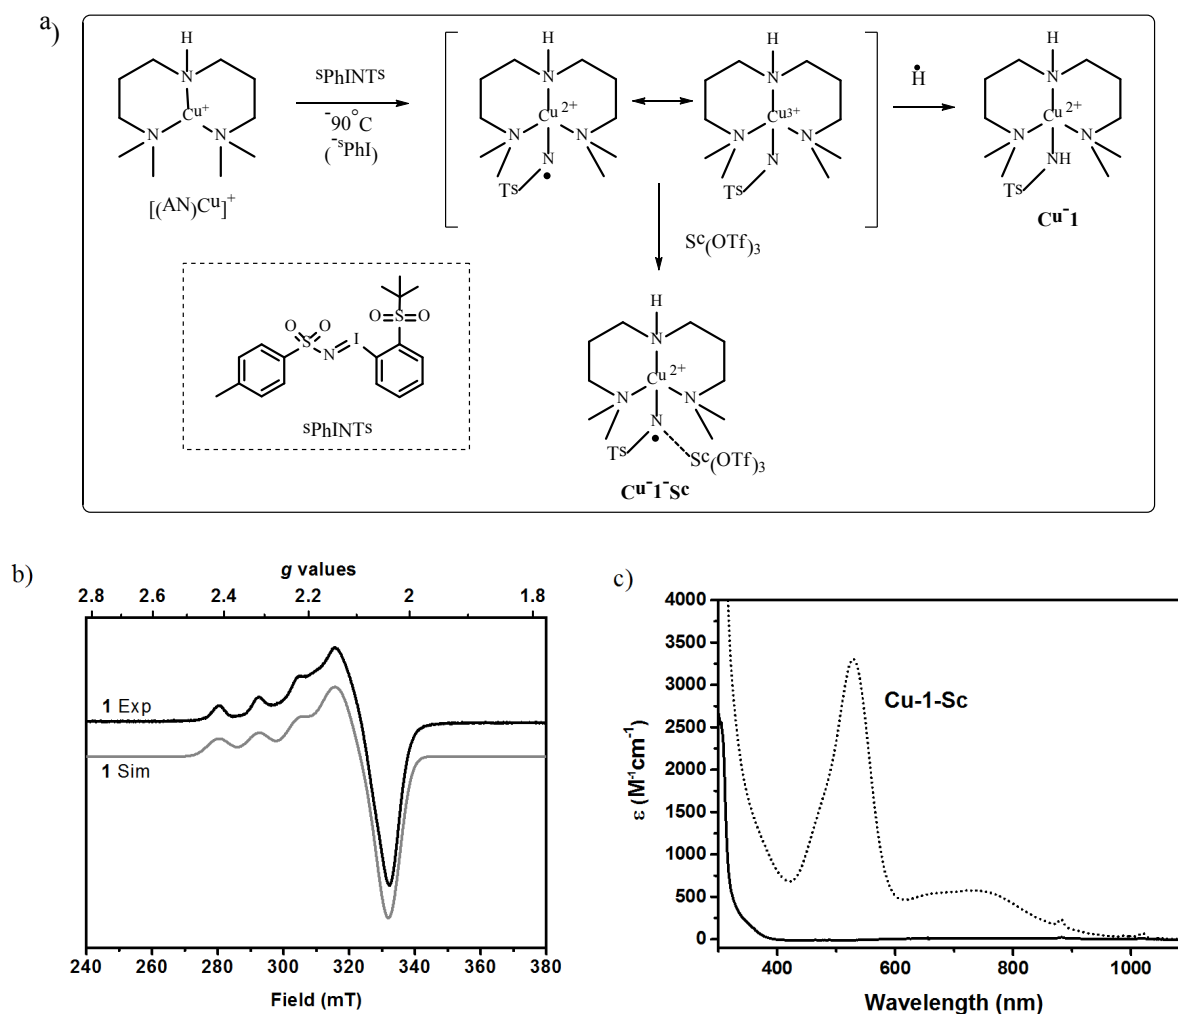 a)
H
N
Cu+
N N
[(AN)Cu]+
sPhINTs
-90°C
(-sPhI)
H
N
Cu 2+
N N
N
Ts •
H
N
Cu3+
N N
N
Ts
Ḣ
H
N
Cu 2+
N N
NH
Ts
Cu-1
Sc(OTf)3
O O
S
N
I
O=S=O
sPhINTs
H
N
Cu 2+
N N
N
Ts •
Sc(OTf)3
Cu-1-Sc
b)
g values
2.8 2.6 2.4 2.2 2 1.8
1 Exp
1 Sim
240 260 280 300 320 340 360 380
Field (mT)
c)
4000
3500
3000
2500
2000
1500
1000
500
0
ε (M-1cm-1)
Cu-1-Sc
400 600 800 1000
Wavelength (nm)